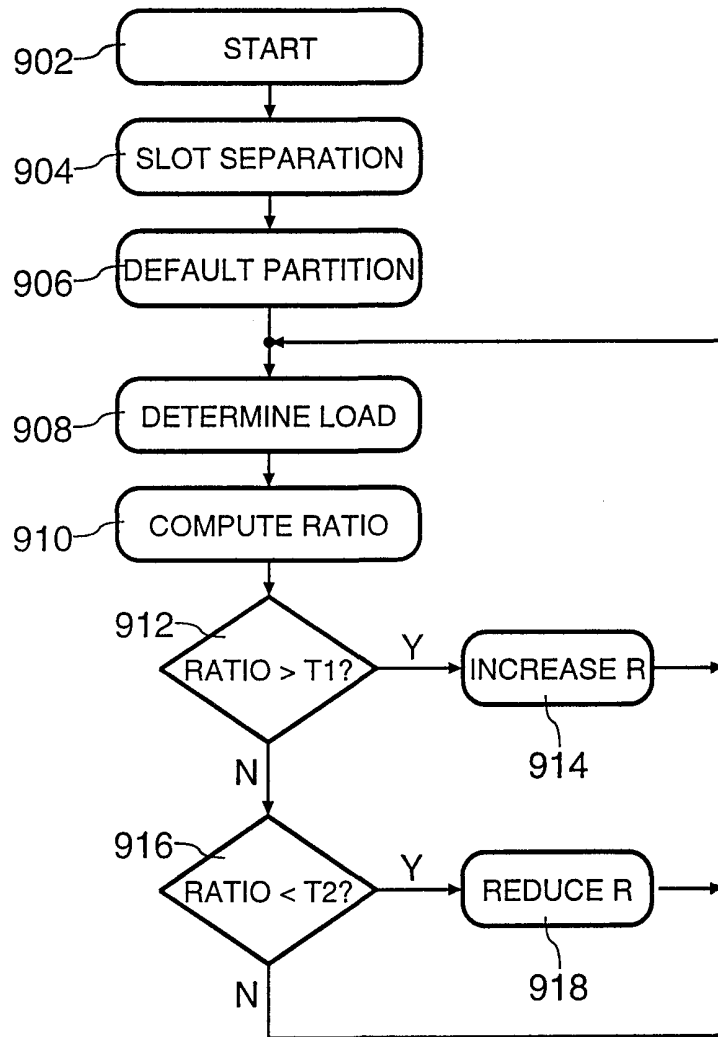 902
START
904
SLOT SEPARATION
906
DEFAULT PARTITION
908
DETERMINE LOAD
910
COMPUTE RATIO
912
RATIO > T1?
Y
INCREASE R
914
N
916
RATIO < T2?
Y
REDUCE R
918
N